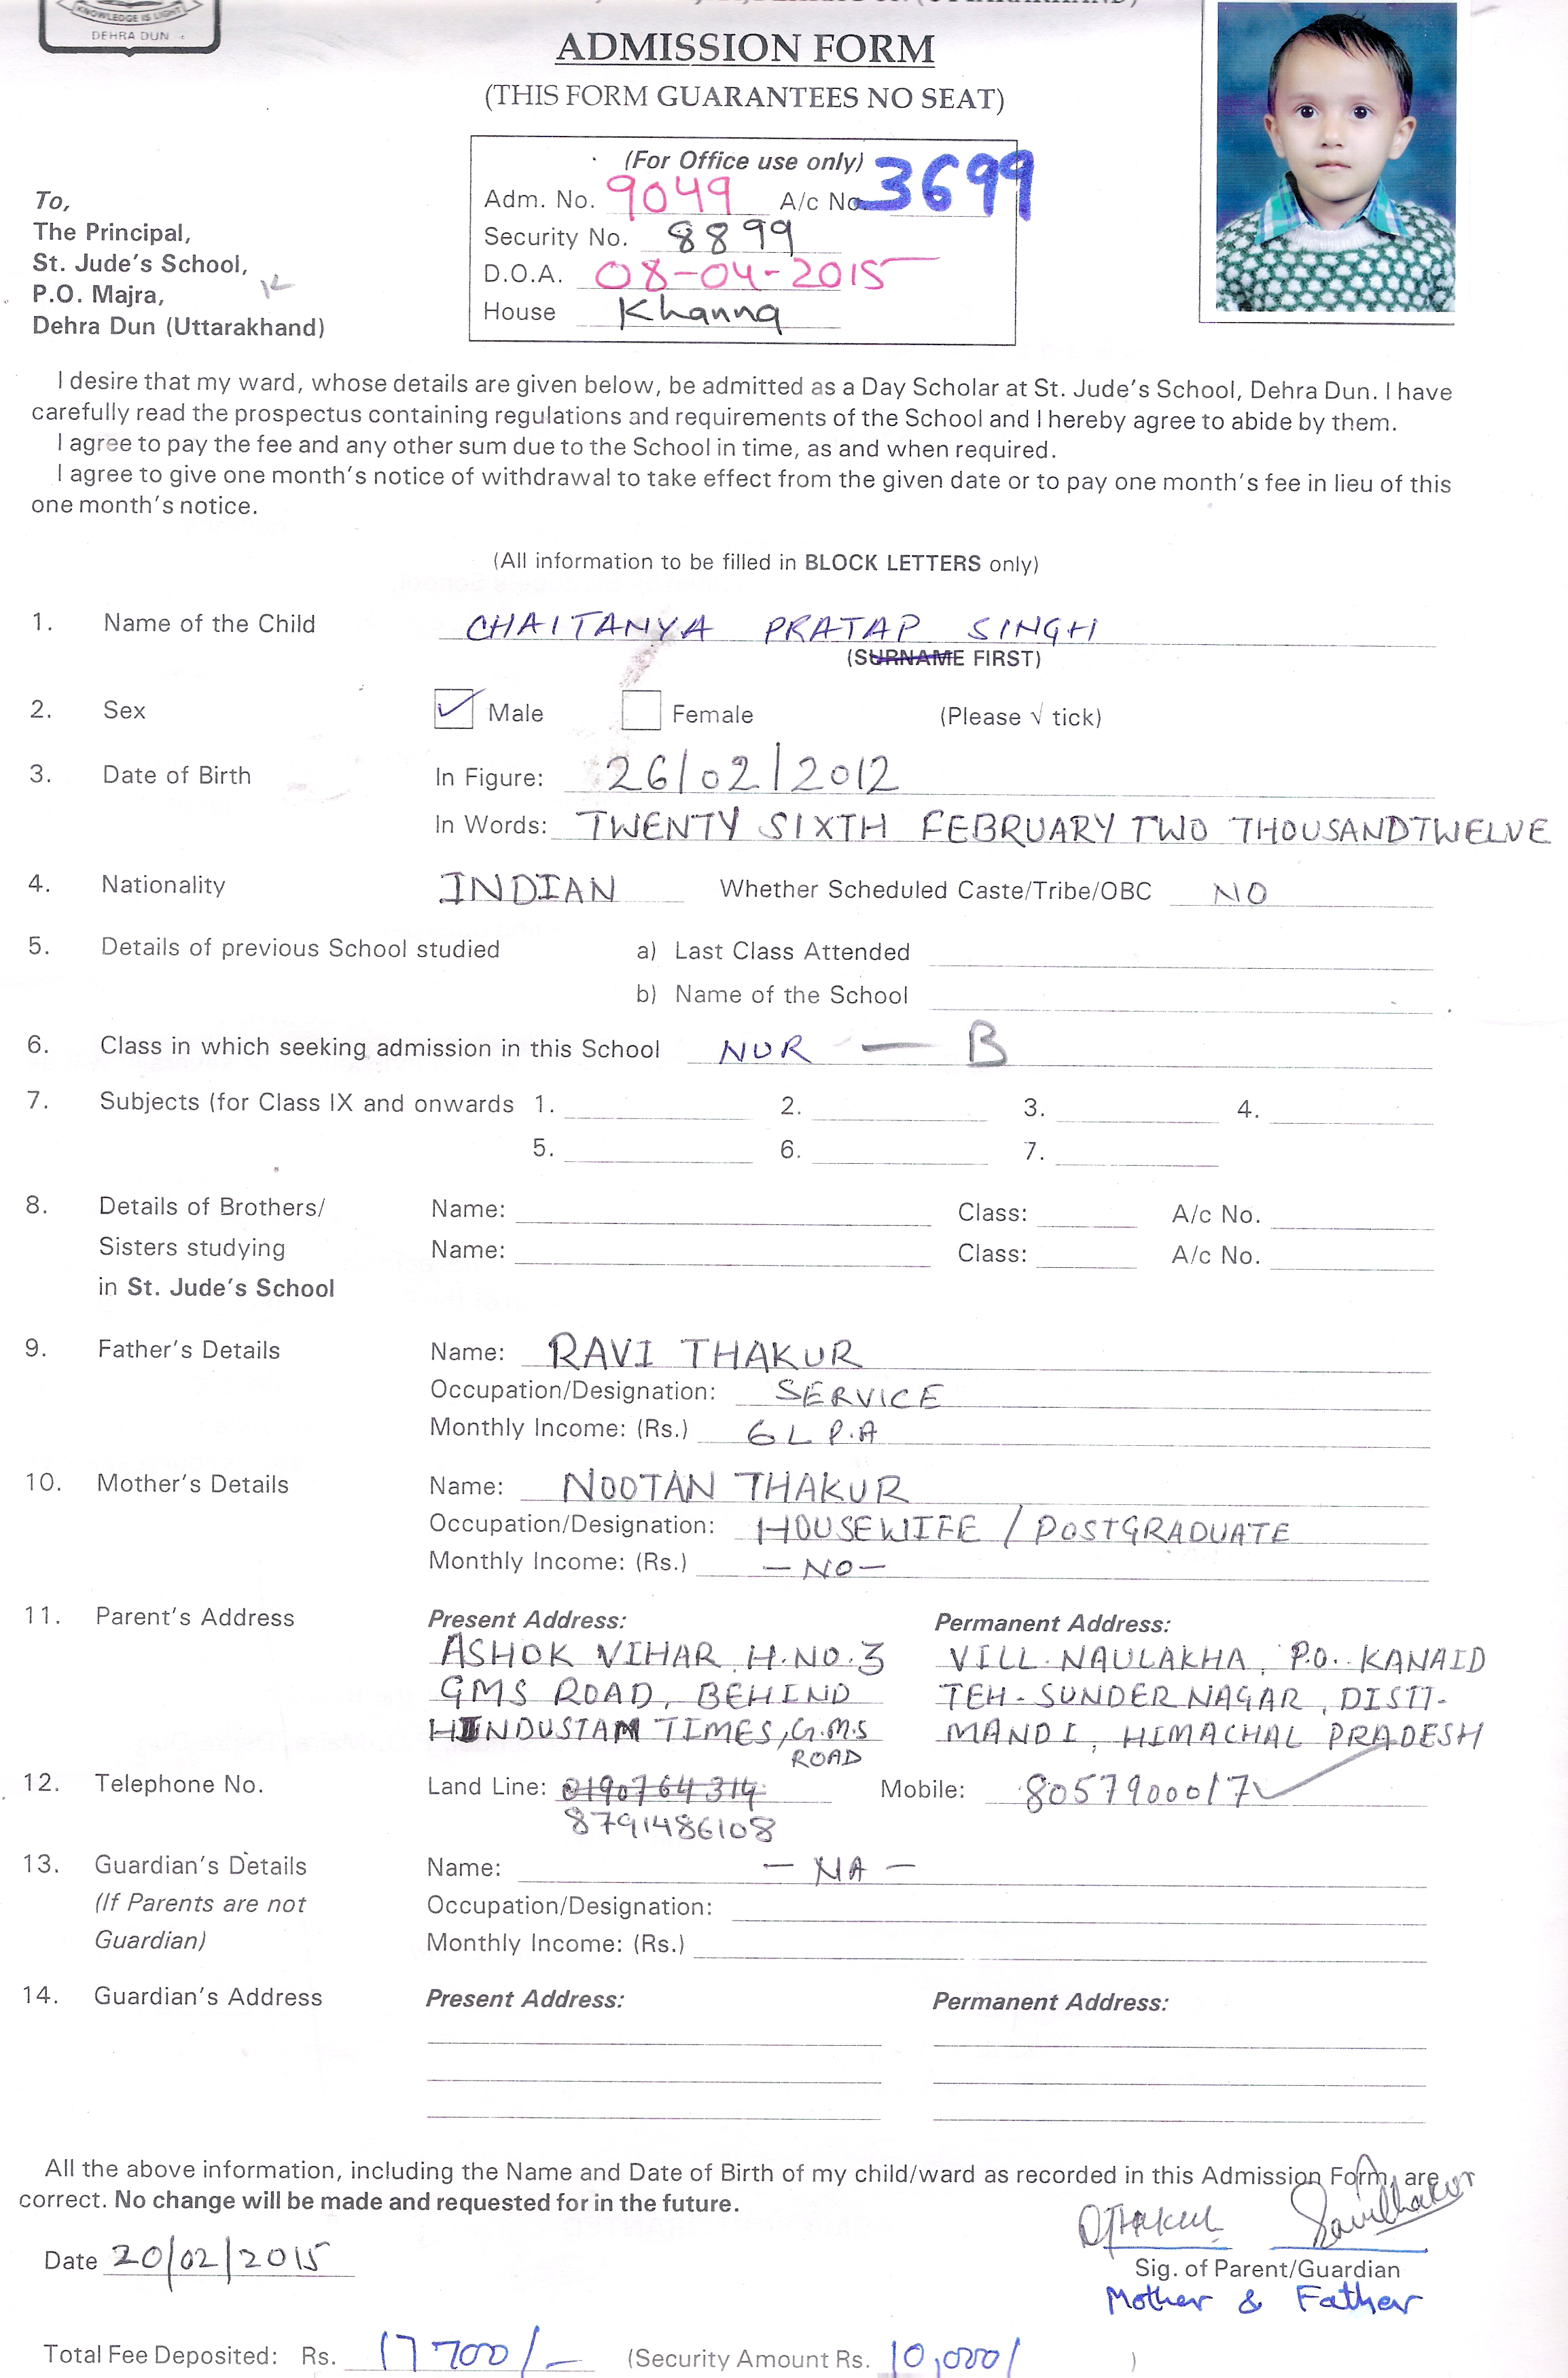 KNOWLEDGE IS LIGHT
DEHRA DUN
ADMISSION FORM
(THIS FORM GUARANTEES NO SEAT)
(For Office use only)
Adm. No. 9049 A/c No. 3699
Security No. 8899
D.O.A. 08-04-2015
House Khanna
To,
The Principal,
St. Jude's School,
P.O. Majra,
Dehra Dun (Uttarakhand)
I desire that my ward, whose details are given below, be admitted as a Day Scholar at St. Jude's School, Dehra Dun. I have
carefully read the prospectus containing regulations and requirements of the School and I hereby agree to abide by them.
I agree to pay the fee and any other sum due to the School in time, as and when required.
I agree to give one month's notice of withdrawal to take effect from the given date or to pay one month's fee in lieu of this
one month's notice.
(All information to be filled in BLOCK LETTERS only)
1. Name of the Child CHAITANYA PRATAP SINGH
(SURNAME FIRST)
2. Sex Male Female (Please √ tick)
3. Date of Birth In Figure: 26/02/2012
In Words: TWENTY SIXTH FEBRUARY TWO THOUSANDTWELVE
4. Nationality INDIAN Whether Scheduled Caste/Tribe/OBC NO
5. Details of previous School studied a) Last Class Attended
b) Name of the School
6. Class in which seeking admission in this School NUR — B
7. Subjects (for Class IX and onwards 1. 2. 3. 4.
5. 6. 7.
8. Details of Brothers/ Name: Class: A/c No.
Sisters studying Name: Class: A/c No.
in St. Jude's School
9. Father's Details Name: RAVI THAKUR
Occupation/Designation: SERVICE
Monthly Income: (Rs.) 6 L P.A
10. Mother's Details Name: NOOTAN THAKUR
Occupation/Designation: HOUSEWIFE / POSTGRADUATE
Monthly Income: (Rs.) — NO —
11. Parent's Address Present Address: Permanent Address:
ASHOK VIHAR, H.NO.3 VILL. NAULAKHA, P.O. KANAID
GMS ROAD, BEHIND TEH- SUNDER NAGAR, DISTT-
HINDUSTAN TIMES, G.M.S MANDI, HIMACHAL PRADESH
ROAD
12. Telephone No. Land Line: 0190764314 Mobile: 8057900017
8791486108
13. Guardian's Details Name: — NA —
(If Parents are not Occupation/Designation:
Guardian) Monthly Income: (Rs.)
14. Guardian's Address Present Address: Permanent Address:
All the above information, including the Name and Date of Birth of my child/ward as recorded in this Admission Form, are
correct. No change will be made and requested for in the future.
Date 20/02/2015
Sig. of Parent/Guardian
Mother & Father
Total Fee Deposited: Rs. 17700/- (Security Amount Rs. 10,000/ )